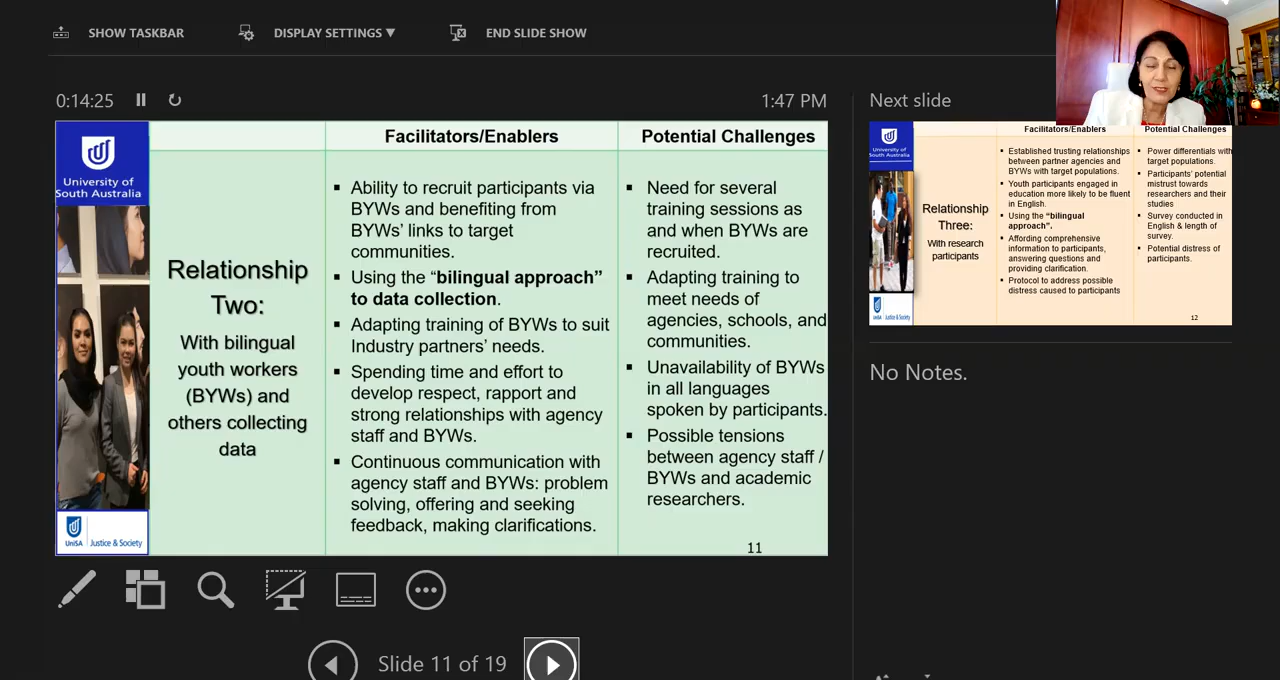 SHOW TASKBAR
DISPLAY SETTINGS ▼
END SLIDE SHOW
0:14:25
1:47 PM
Next slide
University of
South Australia
Relationship
Two:
With bilingual
youth workers
(BYWs) and
others collecting
data
UniSA
Justice & Society
Facilitators/Enablers
▪ Ability to recruit participants via
BYWs and benefiting from
BYWs’ links to target
communities.
▪ Using the “bilingual approach”
to data collection.
▪ Adapting training of BYWs to suit
Industry partners’ needs.
▪ Spending time and effort to
develop respect, rapport and
strong relationships with agency
staff and BYWs.
▪ Continuous communication with
agency staff and BYWs: problem
solving, offering and seeking
feedback, making clarifications.
Potential Challenges
▪ Need for several
training sessions as
and when BYWs are
recruited.
▪ Adapting training to
meet needs of
agencies, schools, and
communities.
▪ Unavailability of BYWs
in all languages
spoken by participants.
▪ Possible tensions
between agency staff /
BYWs and academic
researchers.
11
University of
South Australia
Relationship
Three:
With research
participants
UniSA
Justice & Society
Facilitators/Enablers
▪ Established trusting relationships
between partner agencies and
BYWs with target populations.
▪ Youth participants engaged in
education more likely to be fluent
in English.
▪ Using the “bilingual
approach”.
▪ Affording comprehensive
information to participants,
answering questions and
providing clarification.
▪ Protocol to address possible
distress caused to participants
Potential Challenges
▪ Power differentials with
target populations.
▪ Participants’ potential
mistrust towards
researchers and their
studies
▪ Survey conducted in
English & length of
survey.
▪ Potential distress of
participants.
12
No Notes.
Slide 11 of 19